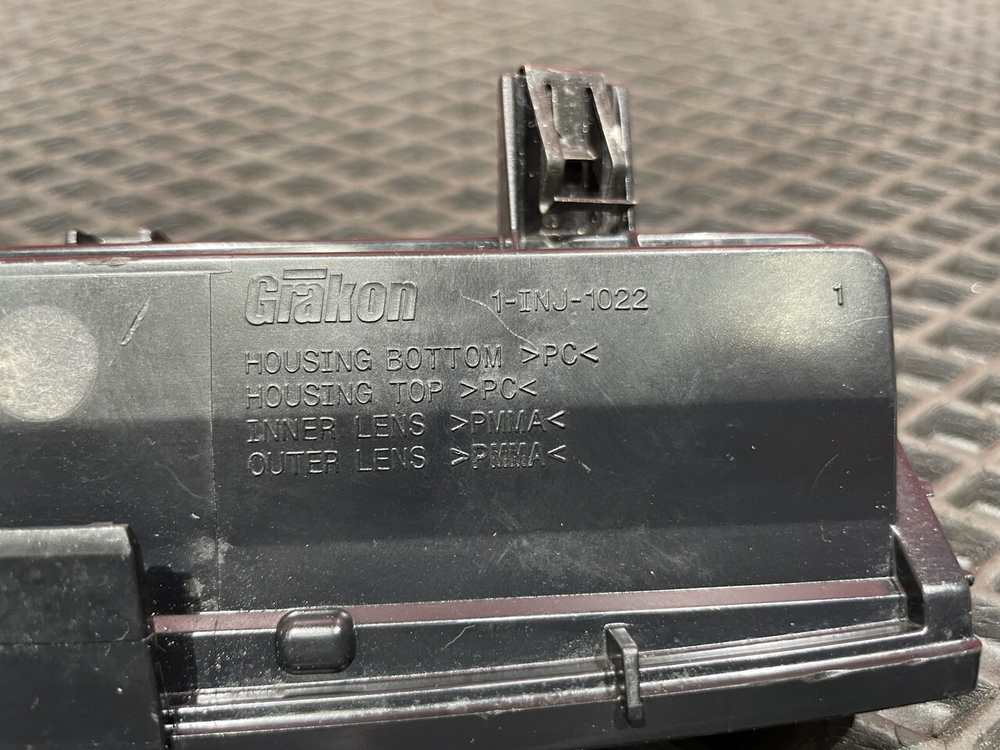 Grakon 1-INJ-1022 1
HOUSING BOTTOM >PC<
HOUSING TOP >PC<
INNER LENS >PMMA<
OUTER LENS >PMMA<